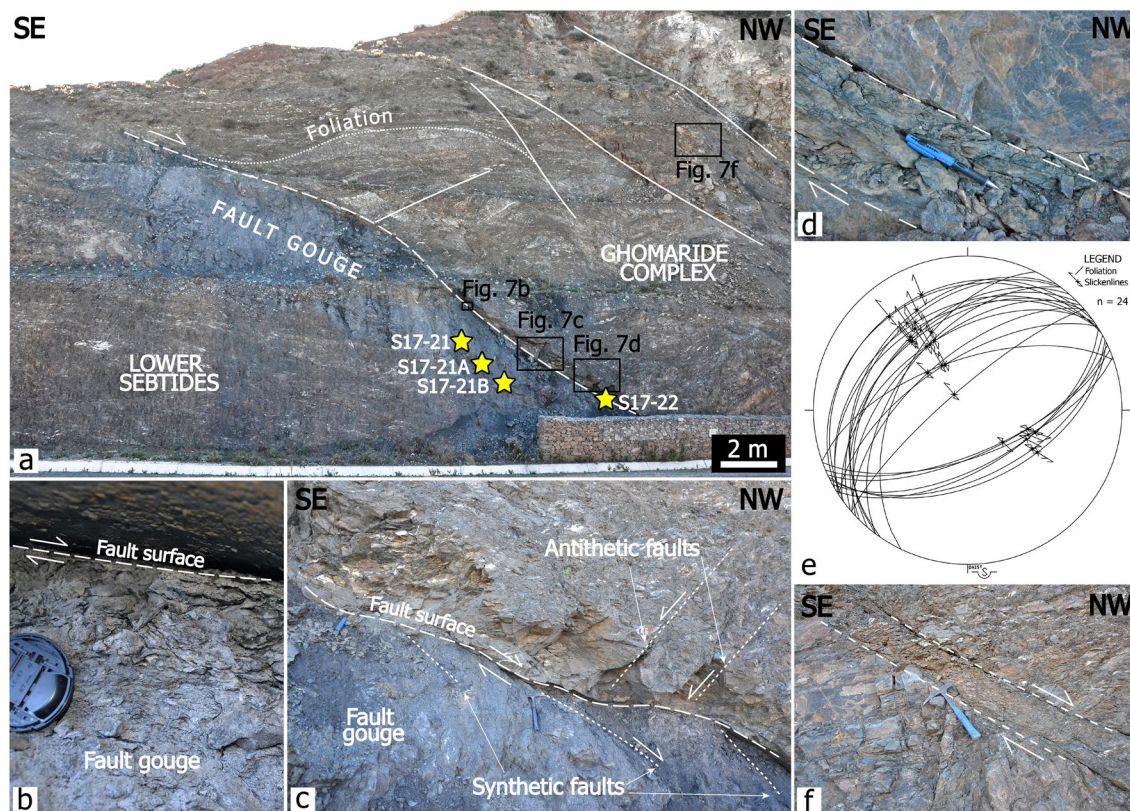 SE
NW
Foliation
Fig. 7f
FAULT GOUGE
GHOMARIDE
COMPLEX
Fig. 7b
Fig. 7c
S17-21
Fig. 7d
LOWER
SEBTIDES
S17-21A
S17-21B
S17-22
2 m
a
SE
NW
d
LEGEND
Foliation
Slickenlines
n = 24
e
DAISY
S
Fault surface
Fault gouge
b
SE
NW
Antithetic faults
Fault surface
Fault
gouge
Synthetic faults
c
SE
NW
f